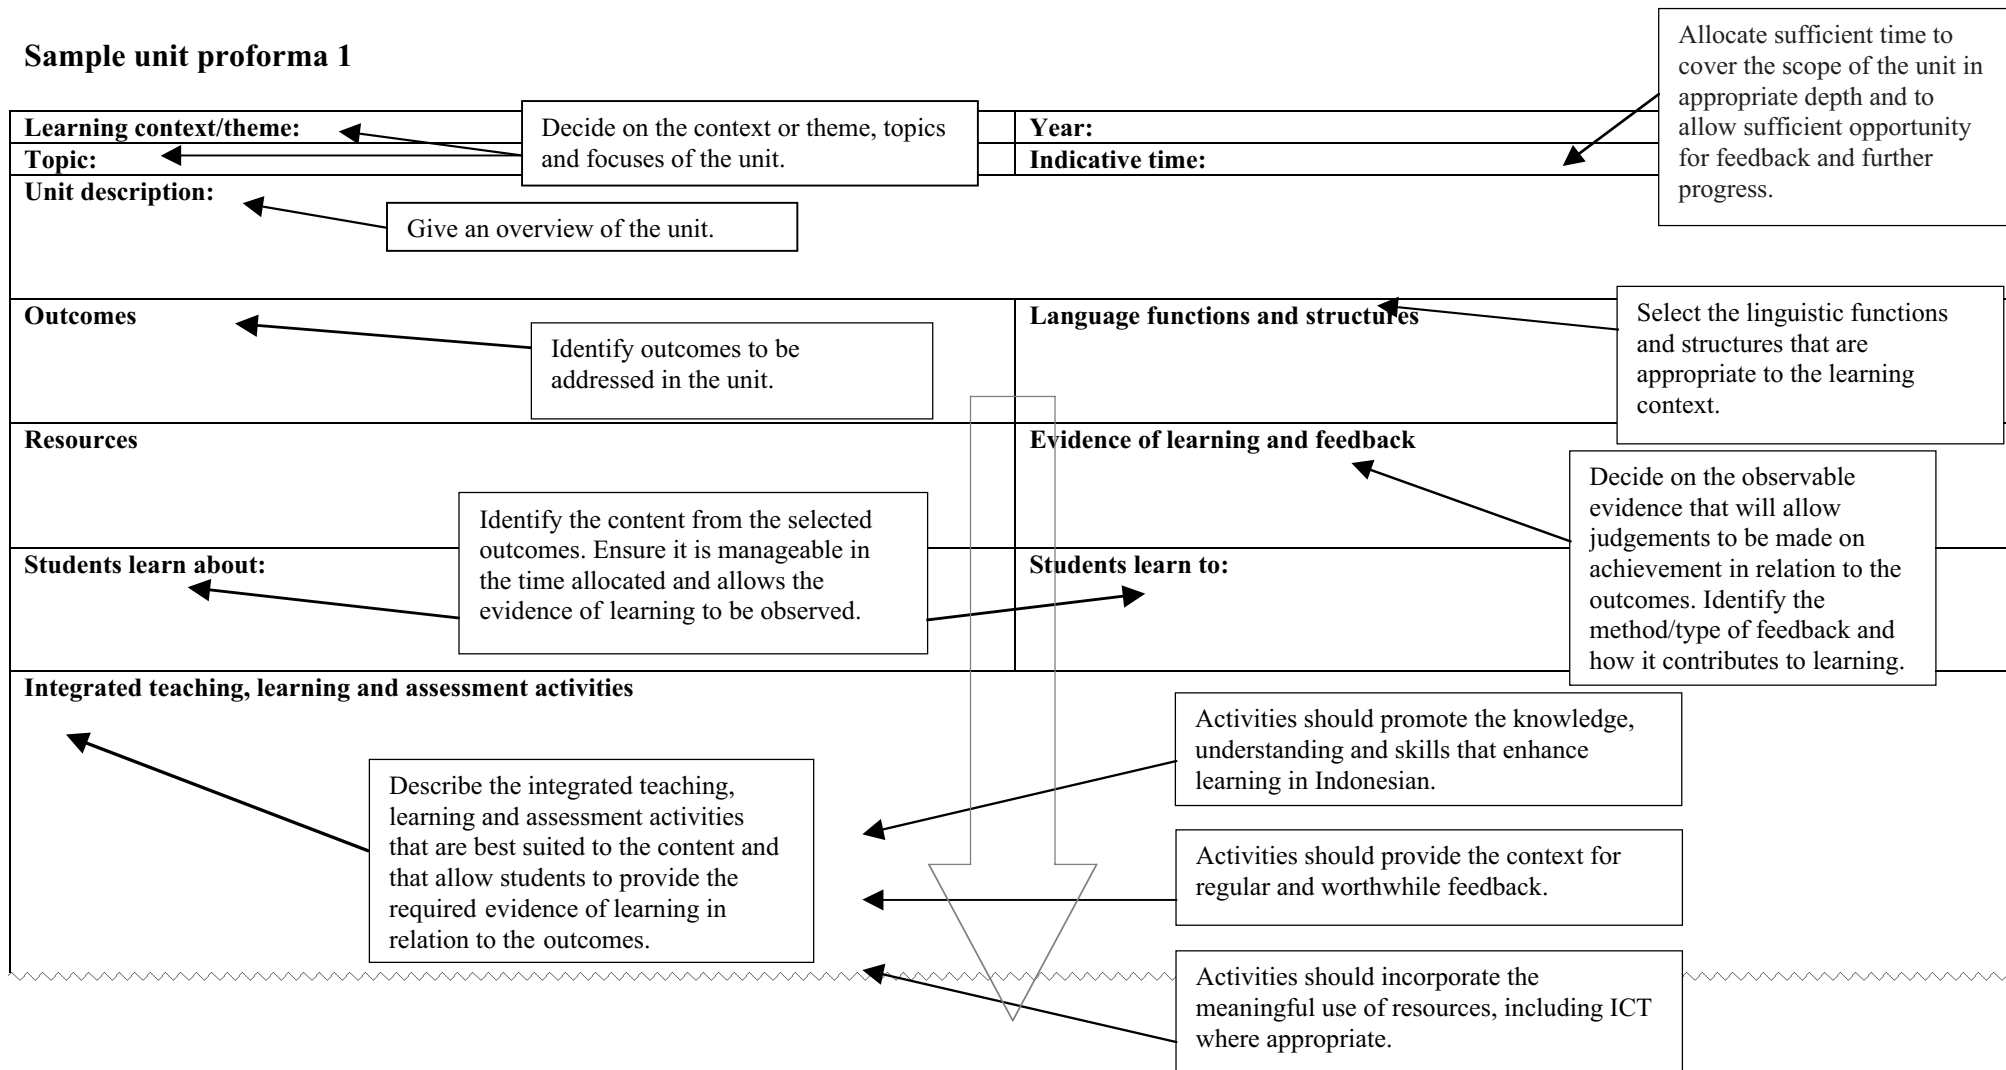 Sample unit proforma 1
Allocate sufficient time to
cover the scope of the unit in
appropriate depth and to
allow sufficient opportunity
for feedback and further
progress.
Learning context/theme:
Decide on the context or theme, topics
and focuses of the unit.
Year:
Topic:
Indicative time:
Unit description:
Give an overview of the unit.
Outcomes
Identify outcomes to be
addressed in the unit.
Language functions and structures
Select the linguistic functions
and structures that are
appropriate to the learning
context.
Resources
Evidence of learning and feedback
Decide on the observable
evidence that will allow
judgements to be made on
achievement in relation to the
outcomes. Identify the
method/type of feedback and
how it contributes to learning.
Identify the content from the selected
outcomes. Ensure it is manageable in
the time allocated and allows the
evidence of learning to be observed.
Students learn about:
Students learn to:
Integrated teaching, learning and assessment activities
Describe the integrated teaching,
learning and assessment activities
that are best suited to the content and
that allow students to provide the
required evidence of learning in
relation to the outcomes.
Activities should promote the knowledge,
understanding and skills that enhance
learning in Indonesian.
Activities should provide the context for
regular and worthwhile feedback.
Activities should incorporate the
meaningful use of resources, including ICT
where appropriate.